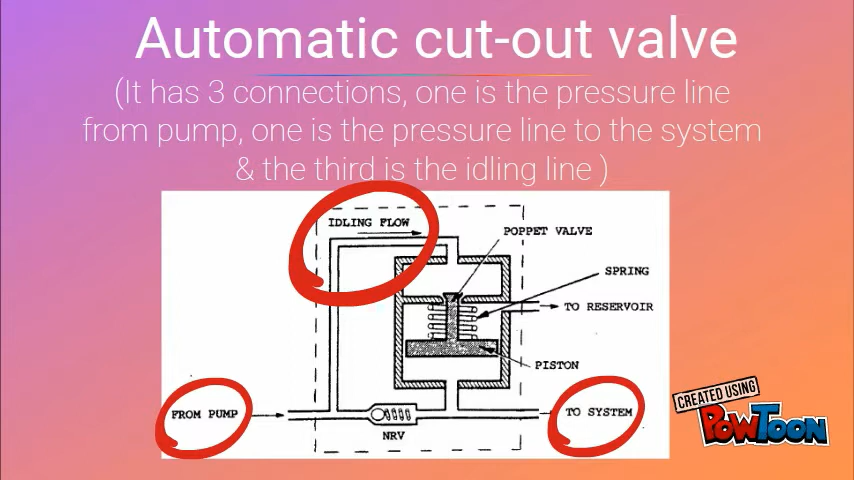 Automatic cut-out valve
(It has 3 connections, one is the pressure line
from pump, one is the pressure line to the system
& the third is the idling line )
IDLING FLOW
POPPET VALVE
SPRING
TO RESERVOIR
PISTON
FROM PUMP
TO SYSTEM
NRV
CREATED USING
POWTOON